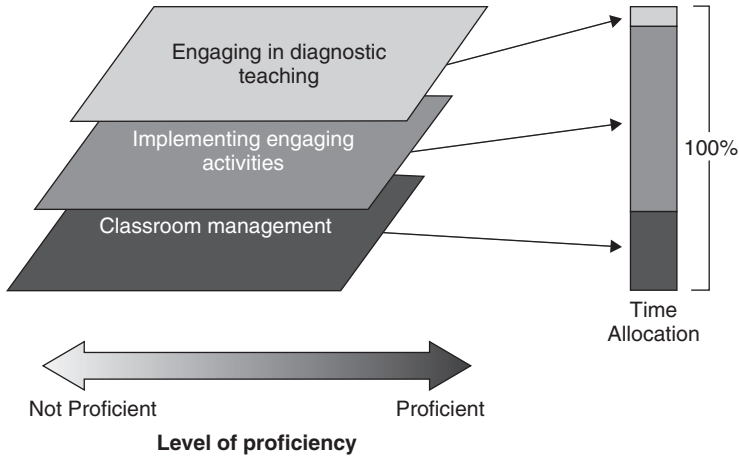 Engaging in diagnostic
teaching
Implementing engaging
activities
Classroom management
100%
Time
Allocation
Not Proficient
Proficient
Level of proficiency